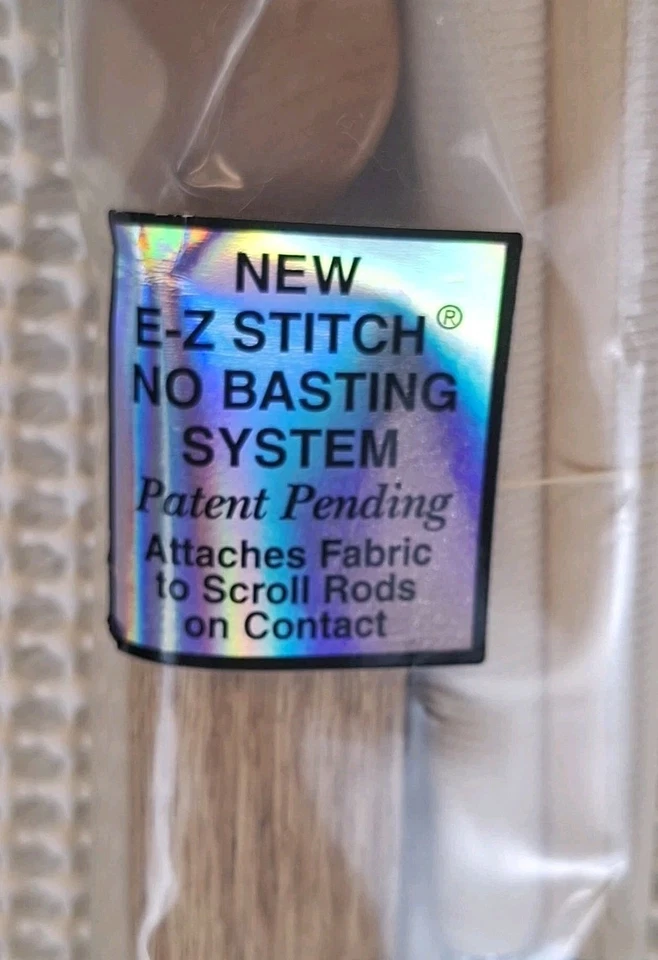 NEW
E-Z STITCH®
NO BASTING
SYSTEM
Patent Pending
Attaches Fabric
to Scroll Rods
on Contact